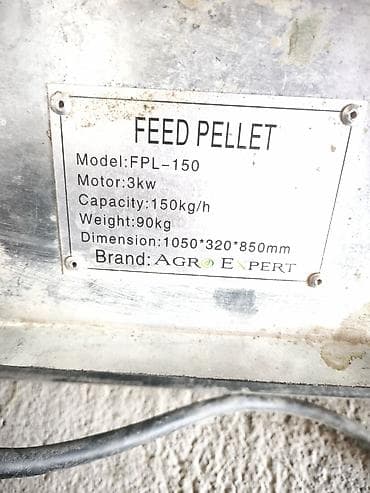 FEED PELLET
Model:FPL-150
Motor:3kw
Capacity:150kg/h
Weight:90kg
Dimension:1050*320*850mm
Brand: AGRO EXPERT